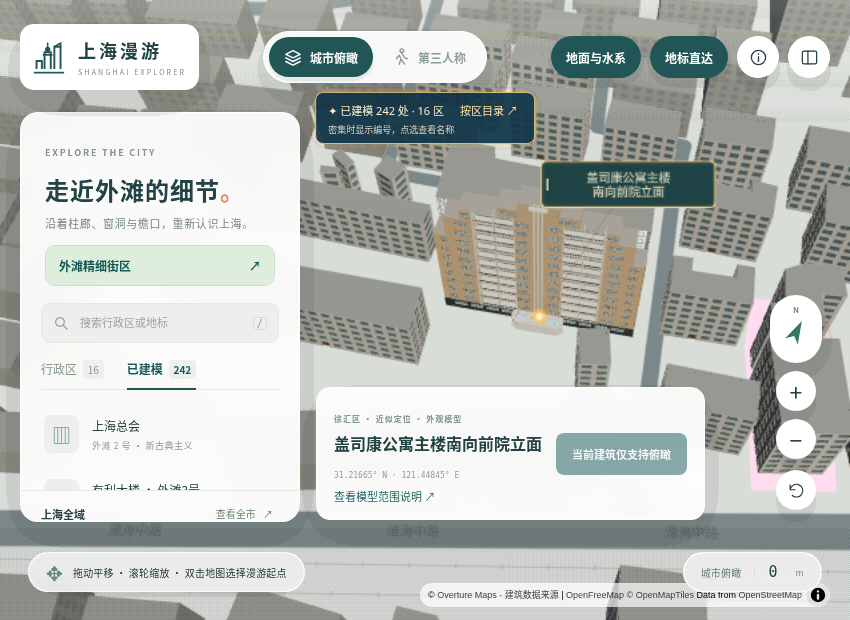 上海漫游
SHANGHAI EXPLORER
城市俯瞰
第三人称
地面与水系
地标直达
✦ 已建模 242 处 · 16 区 按区目录 ↗
密集时显示编号，点选查看名称
盖司康公寓主楼
南向前院立面
EXPLORE THE CITY
走近外滩的细节。
沿着柱廊、窗洞与檐口，重新认识上海。
外滩精细街区 ↗
搜索行政区或地标 /
行政区 16 已建模 242
上海总会
外滩 2 号 · 新古典主义
有利大楼 · 外滩3号
上海全域 查看全市 ↗
N
徐汇区 · 近似定位 · 外观模型
盖司康公寓主楼南向前院立面
当前建筑仅支持俯瞰
31.21665° N · 121.44845° E
查看模型范围说明 ↗
淮海中路 淮海中路 淮海中路
拖动平移 · 滚轮缩放 · 双击地图选择漫游起点
城市俯瞰 0 m
© Overture Maps · 建筑数据来源 | OpenFreeMap © OpenMapTiles Data from OpenStreetMap